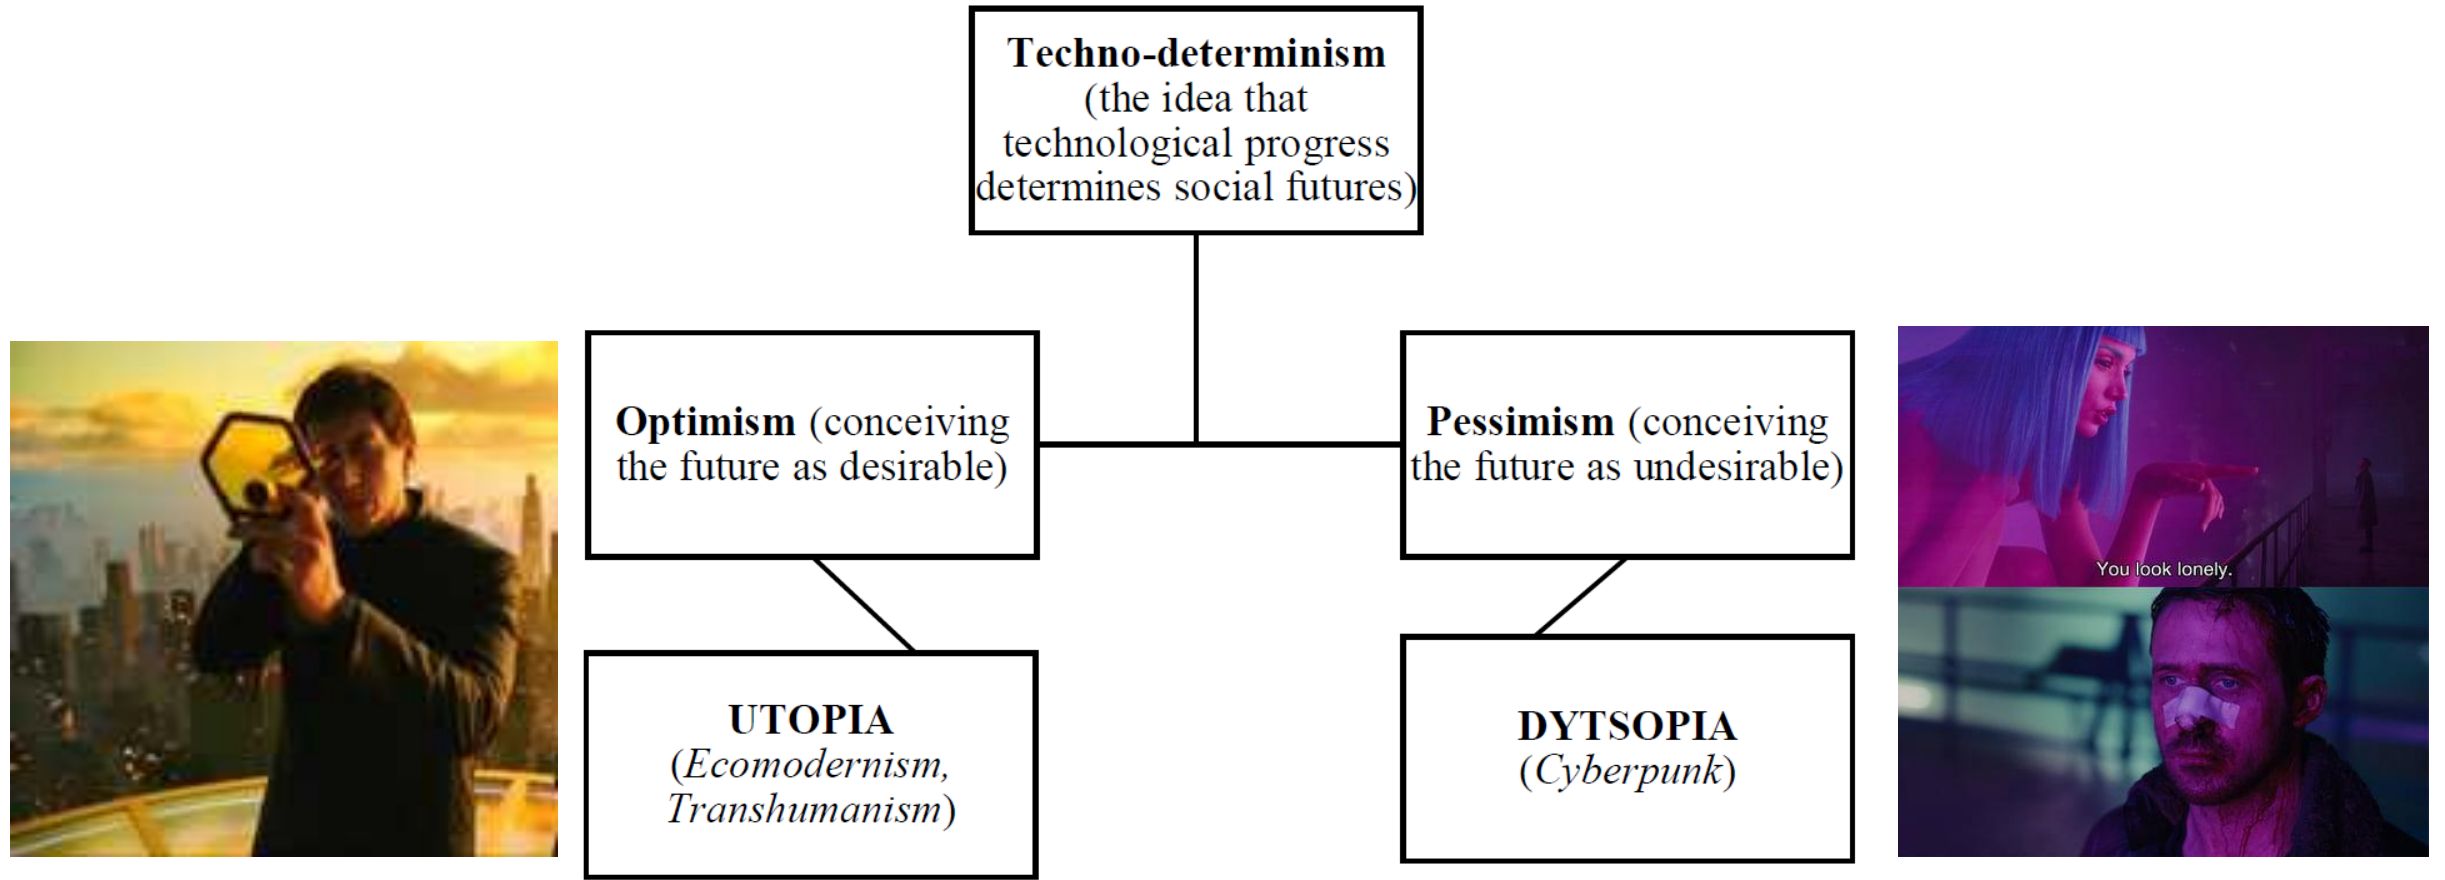 Techno-determinism
(the idea that
technological progress
determines social futures)
Optimism (conceiving
the future as desirable)
Pessimism (conceiving
the future as undesirable)
You look lonely.
UTOPIA
(Ecomodernism,
Transhumanism)
DYTSOPIA
(Cyberpunk)